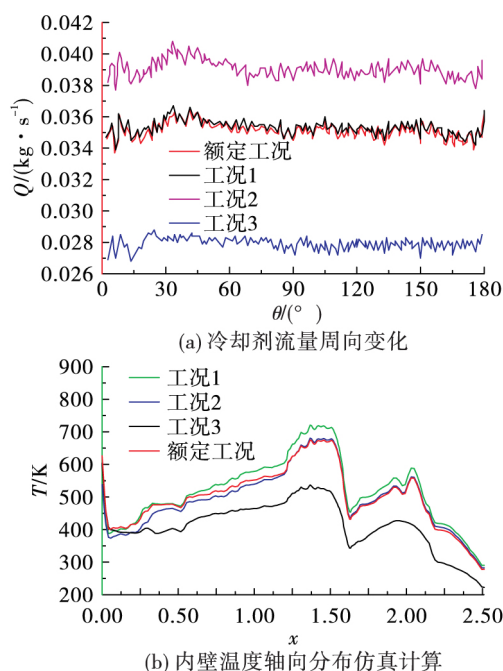 0.042
0.040
0.038
0.036
0.034
0.032
0.030
0.028
0.026
Q/(kg·s⁻¹)
额定工况
工况1
工况2
工况3
0 30 60 90 120 150 180
θ/(°)
(a) 冷却剂流量周向变化
900
800
700
600
500
400
300
200
T/K
工况1
工况2
工况3
额定工况
0.00 0.50 1.00 1.50 2.00 2.50
x
(b) 内壁温度轴向分布仿真计算